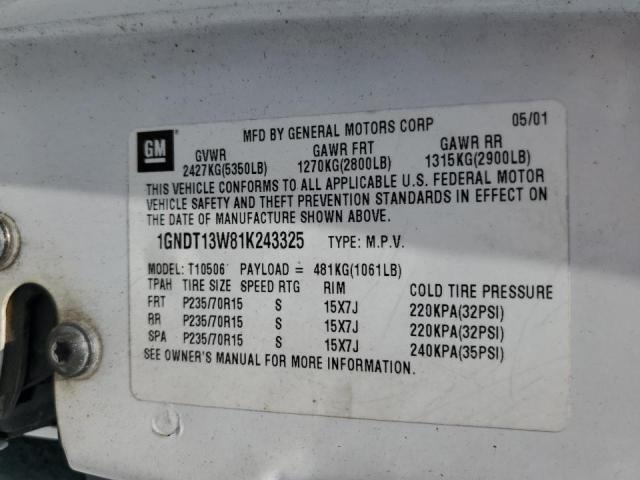 MFD BY GENERAL MOTORS CORP 05/01
GM
GVWR GAWR FRT GAWR RR
2427KG(5350LB) 1270KG(2800LB) 1315KG(2900LB)
THIS VEHICLE CONFORMS TO ALL APPLICABLE U.S. FEDERAL MOTOR
VEHICLE SAFETY AND THEFT PREVENTION STANDARDS IN EFFECT ON
THE DATE OF MANUFACTURE SHOWN ABOVE.
1GNDT13W81K243325 TYPE: M.P.V.
MODEL: T10506 PAYLOAD = 481KG(1061LB)
TPAH TIRE SIZE SPEED RTG RIM COLD TIRE PRESSURE
FRT P235/70R15 S 15X7J 220KPA(32PSI)
RR P235/70R15 S 15X7J 220KPA(32PSI)
SPA P235/70R15 S 15X7J 240KPA(35PSI)
SEE OWNER'S MANUAL FOR MORE INFORMATION.